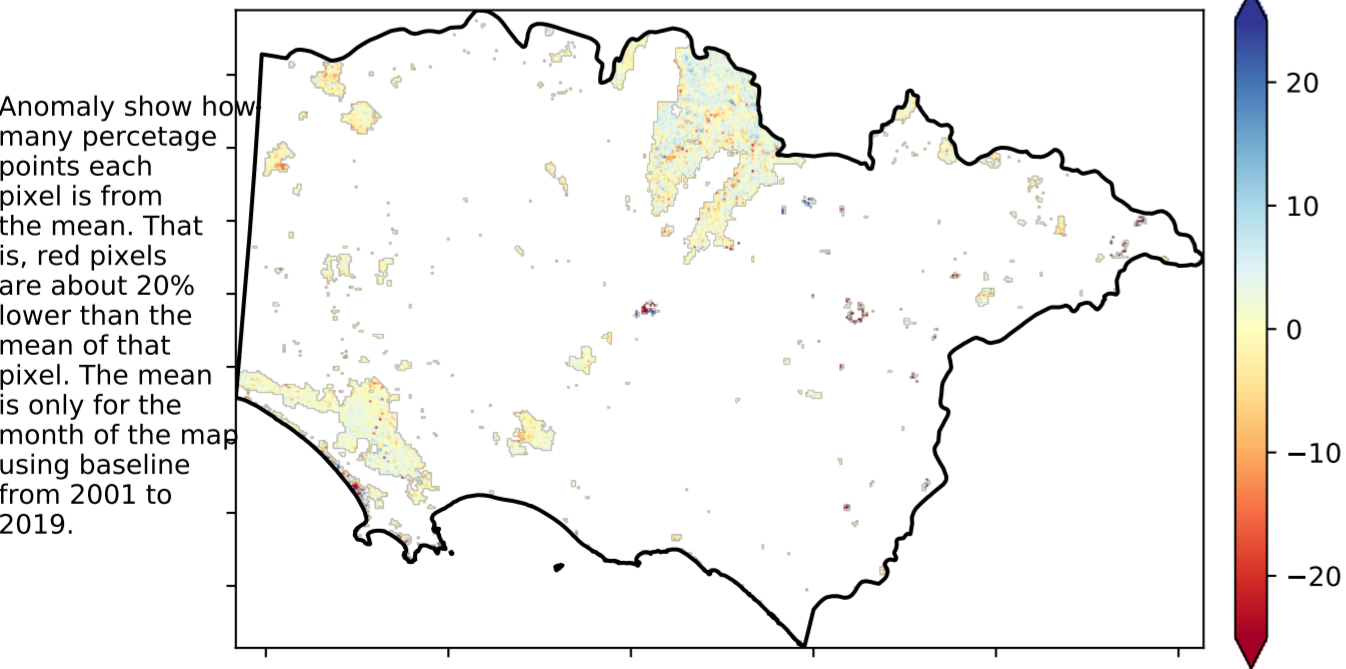 Anomaly show how
many percetage
points each
pixel is from
the mean. That
is, red pixels
are about 20%
lower than the
mean of that
pixel. The mean
is only for the
month of the map
using baseline
from 2001 to
2019.
20
10
0
−10
−20